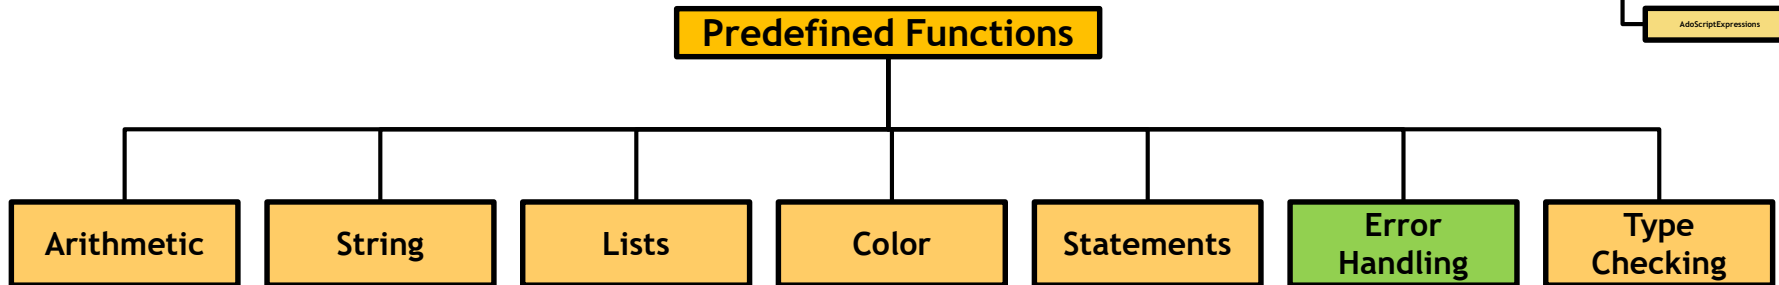 AdoScriptExpressions
Predefined Functions
Arithmetic
String
Lists
Color
Statements
Error
Handling
Type
Checking